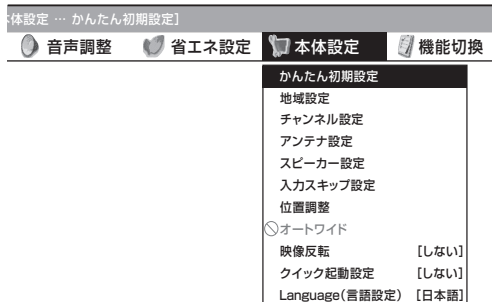 体設定 … かんたん初期設定]
音声調整 省エネ設定 本体設定 機能切換
かんたん初期設定
地域設定
チャンネル設定
アンテナ設定
スピーカー設定
入力スキップ設定
位置調整
オートワイド
映像反転 [しない]
クイック起動設定 [しない]
Language(言語設定) [日本語]